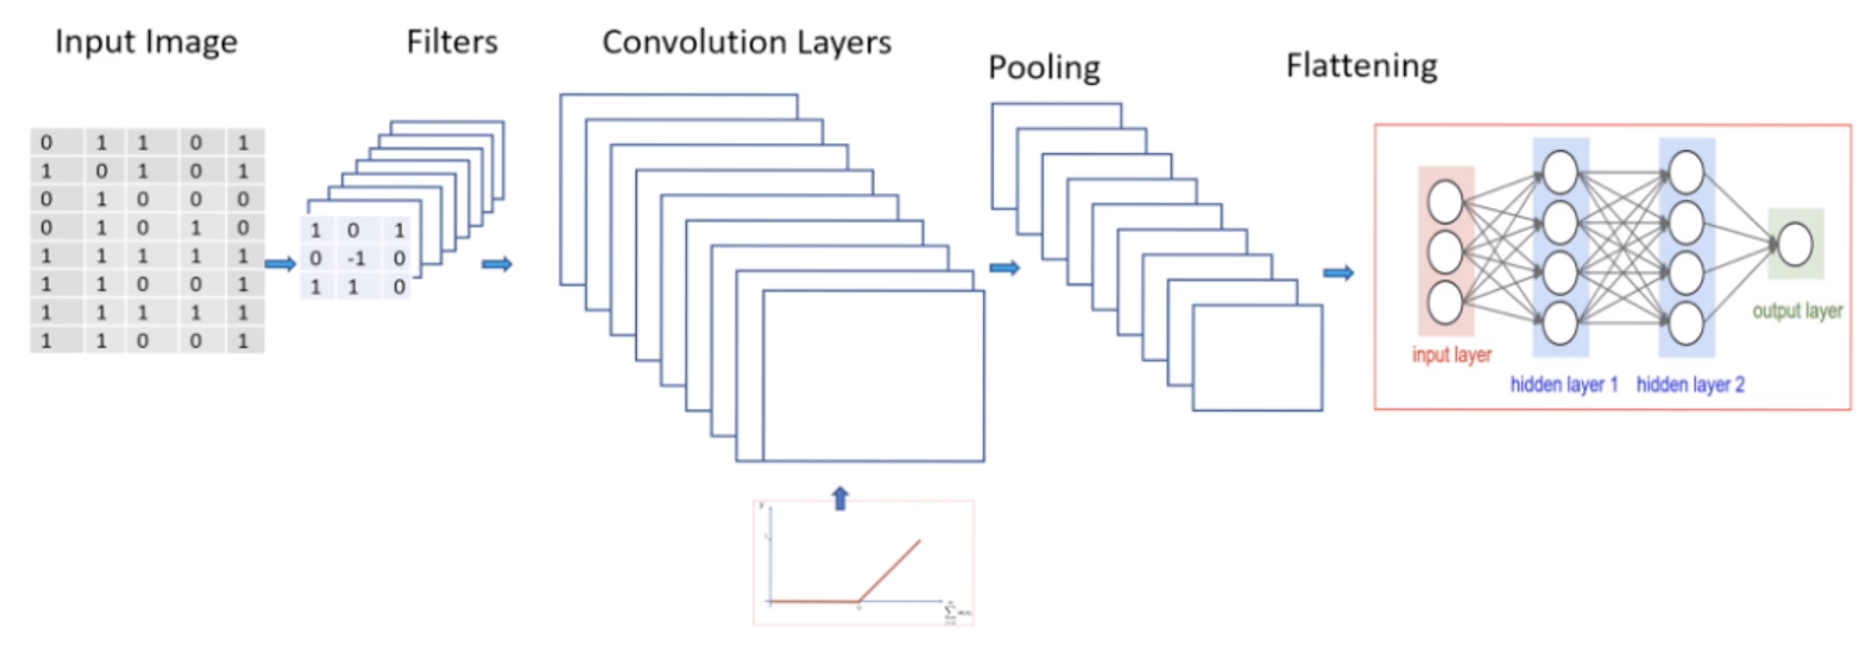 Input Image
Filters
Convolution Layers
Pooling
Flattening
0 1 1 0 1
1 0 1 0 1
0 1 0 0 0
0 1 0 1 0
1 1 1 1 1
1 1 0 0 1
1 1 1 1 1
1 1 0 0 1
1 0 1
0 -1 0
1 1 0
input layer
hidden layer 1
hidden layer 2
output layer
y